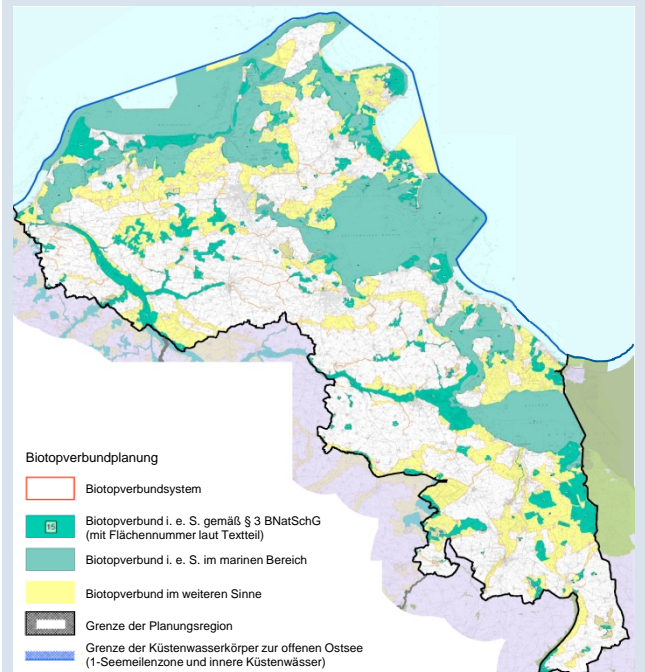 Biotopverbundplanung
Biotopverbundsystem
15
Biotopverbund i. e. S. gemäß § 3 BNatSchG
(mit Flächennummer laut Textteil)
Biotopverbund i. e. S. im marinen Bereich
Biotopverbund im weiteren Sinne
Grenze der Planungsregion
Grenze der Küstenwasserkörper zur offenen Ostsee
(1-Seemeilenzone und innere Küstenwässer)